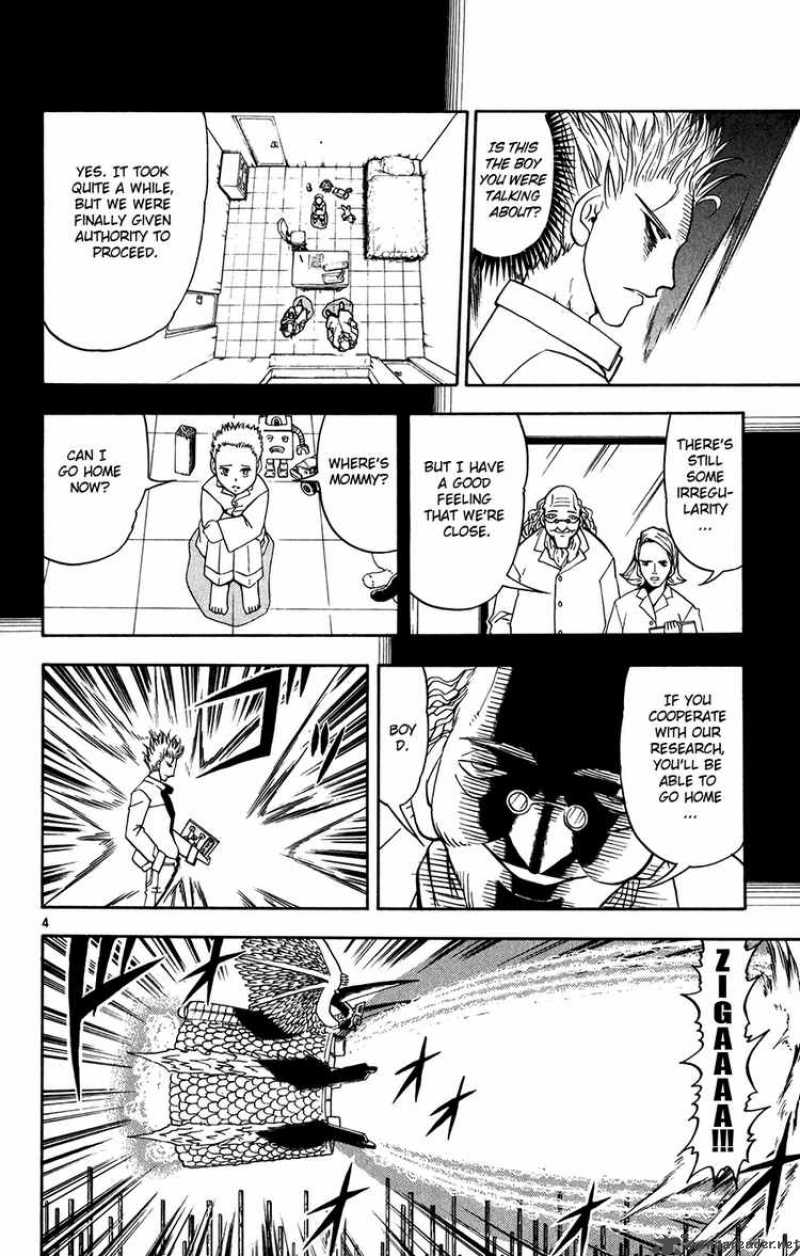 IS THIS
THE BOY
YOU WERE
TALKING
ABOUT?
YES. IT TOOK
QUITE A WHILE,
BUT WE WERE
FINALLY GIVEN
AUTHORITY TO
PROCEED.
THERE'S
STILL
SOME
IRREGU-
LARITY
...
BUT I HAVE
A GOOD
FEELING
THAT WE'RE
CLOSE.
WHERE'S
MOMMY?
CAN I
GO HOME
NOW?
IF YOU
COOPERATE
WITH OUR
RESEARCH,
YOU'LL BE
ABLE TO
GO HOME
...
BOY
D.
4
ZIGAAAAA!!!